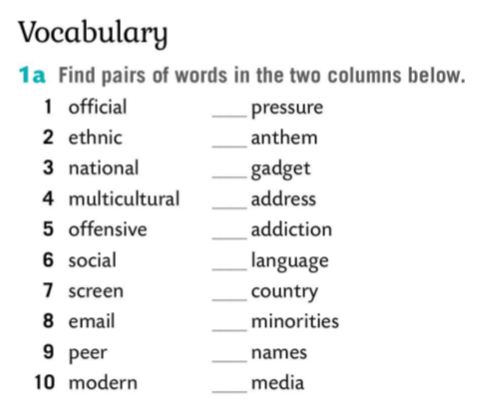 Vocabulary
1a Find pairs of words in the two columns below.
1 official ____ pressure
2 ethnic ____ anthem
3 national ____ gadget
4 multicultural ____ address
5 offensive ____ addiction
6 social ____ language
7 screen ____ country
8 email ____ minorities
9 peer ____ names
10 modern ____ media